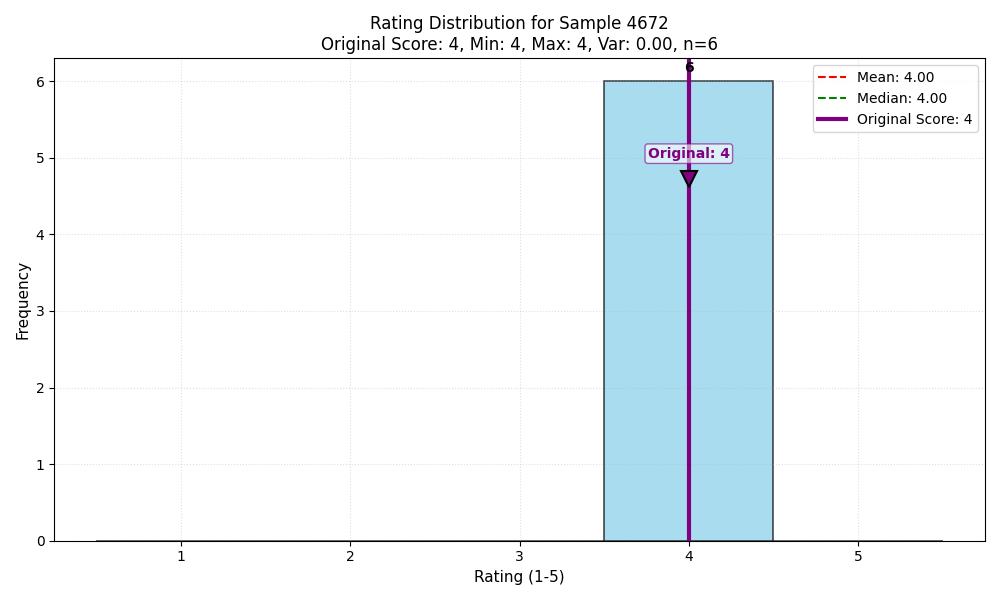 Rating Distribution for Sample 4672
Original Score: 4, Min: 4, Max: 4, Var: 0.00, n=6
Mean: 4.00
Median: 4.00
Original Score: 4
6
Original: 4
Frequency
6
5
4
3
2
1
0
1 2 3 4 5
Rating (1-5)